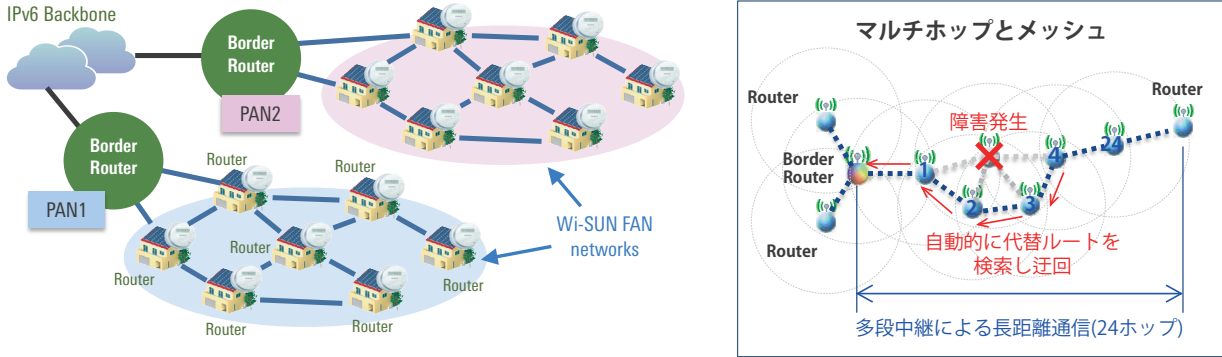 IPv6 Backbone
Border
Router
PAN2
Border
Router
PAN1
Router
Router
Router
Router
Router
Router
Router
Wi-SUN FAN
networks
マルチホップとメッシュ
Router
Router
障害発生
Border
Router
1
4
24
2
3
Router
自動的に代替ルートを
検索し迂回
多段中継による長距離通信(24ホップ)